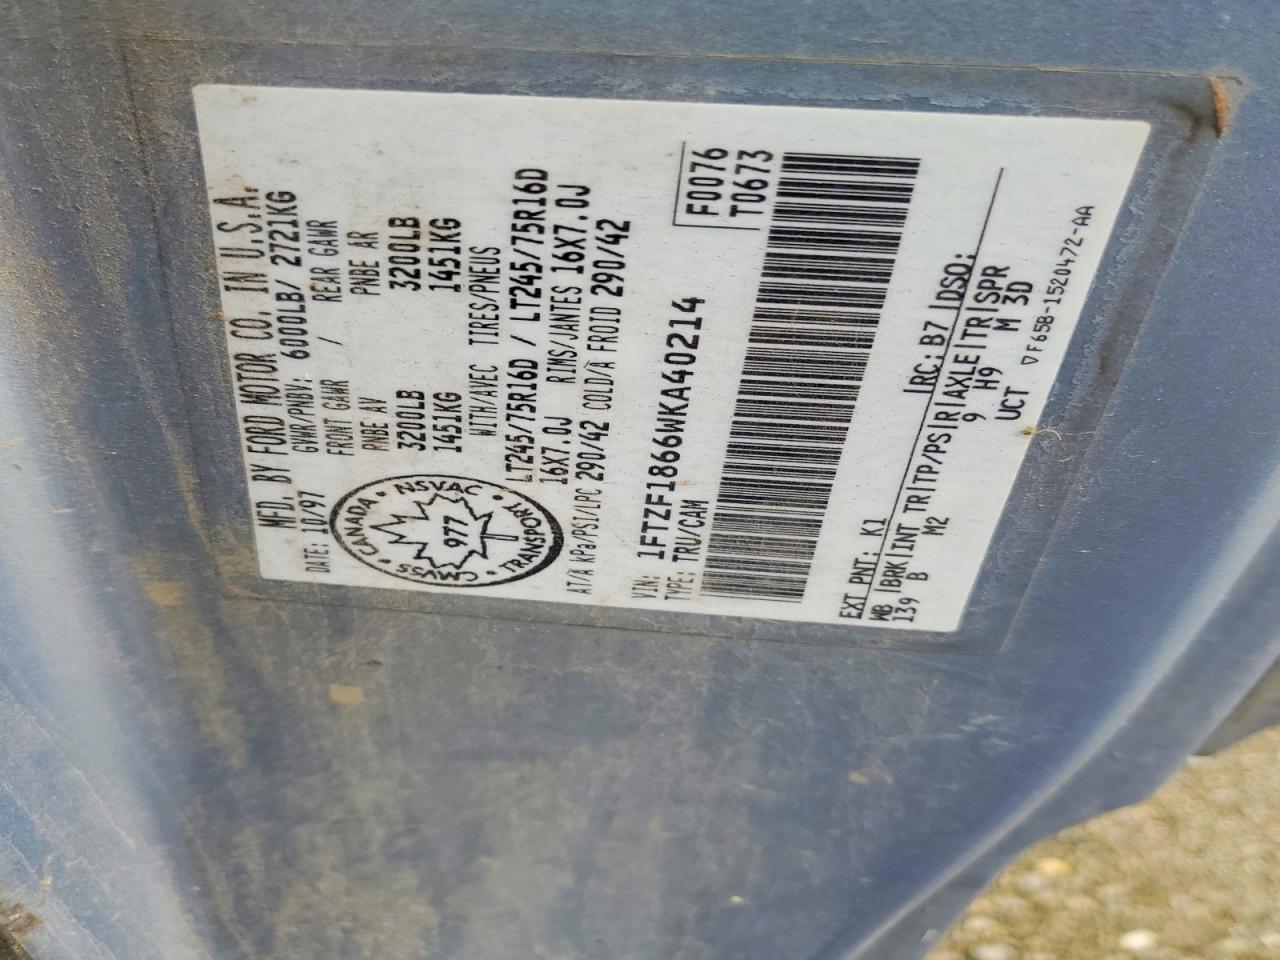 MFD. BY FORD MOTOR CO. IN U.S.A.
DATE: 10/97 GVWR/PNBV: 6000LB/ 2721KG
FRONT GAWR / REAR GAWR
PNBE AV PNBE AR
3200LB 3200LB
1451KG 1451KG
WITH/AVEC TIRES/PNEUS
LT245/75R16D / LT245/75R16D
16X7.0J RIMS/JANTES 16X7.0J
AT/À KPa/PSI/LPC 290/42 COLD/À FROID 290/42
CANADA • NSVAC • TRANSPORT • CMVSS
977
VIN: 1FTZF1866WKA40214
TYPE: TRU/CAM
F0076
T0673
EXT PNT: K1 RC: B7 DSO:
WB BRK INT TR TP/PS R AXLE TR SPR
139 B M2 9 H9 M 3D
UCT ▽F65B-1520472-AA